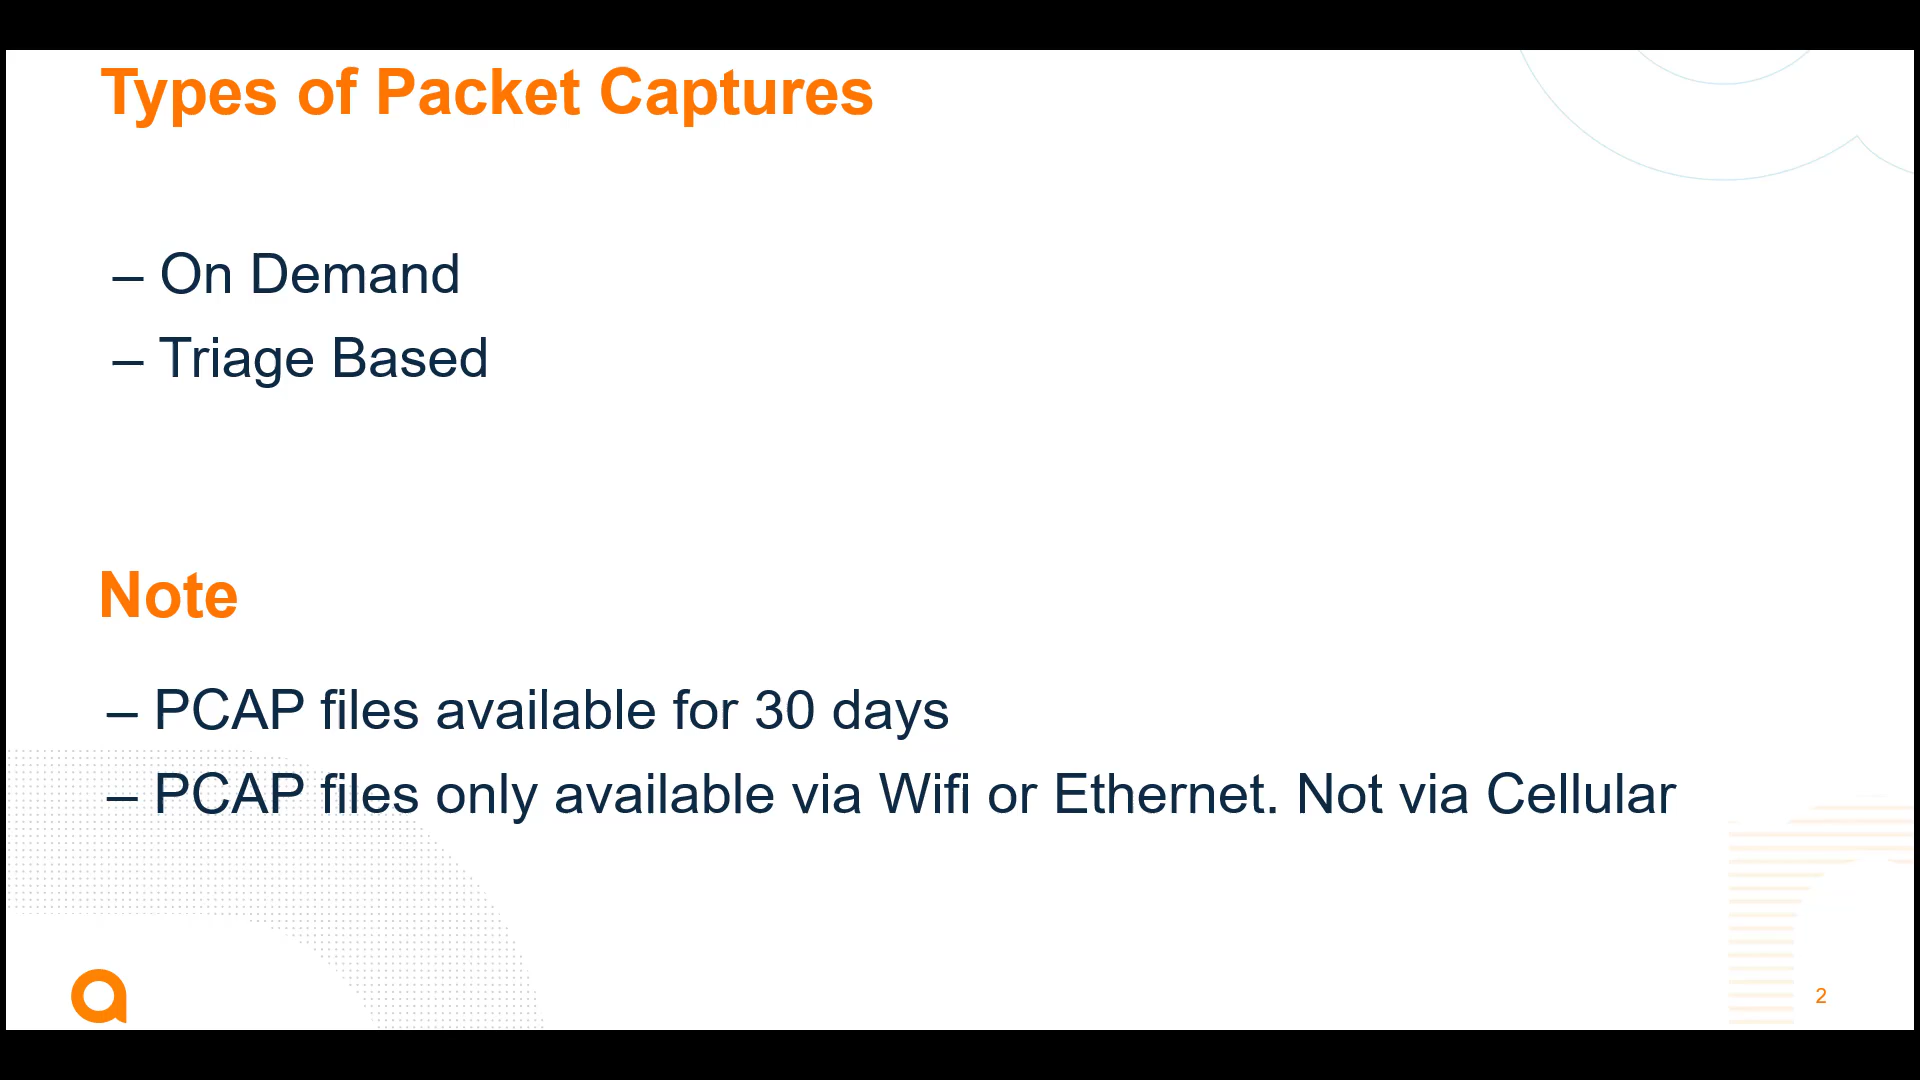 Types of Packet Captures
– On Demand
– Triage Based
Note
– PCAP files available for 30 days
– PCAP files only available via Wifi or Ethernet. Not via Cellular
2